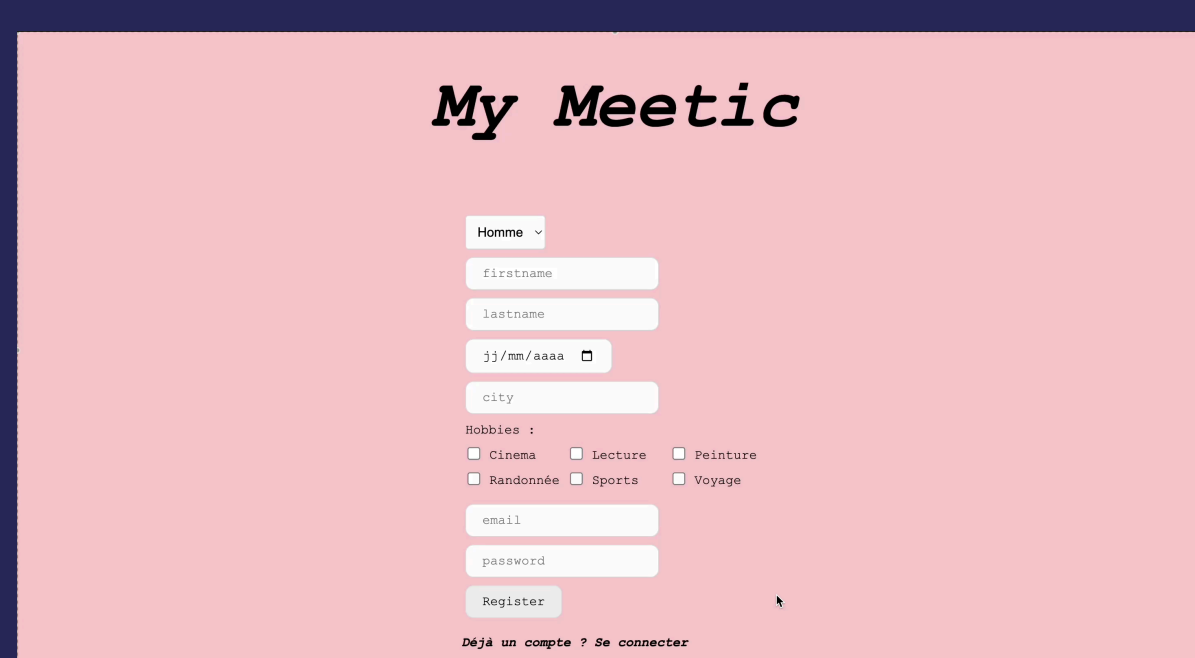 My Meetic
Homme
firstname
lastname
jj/mm/aaaa
city
Hobbies :
Cinema Lecture Peinture
Randonnée Sports Voyage
email
password
Register
Déjà un compte ? Se connecter